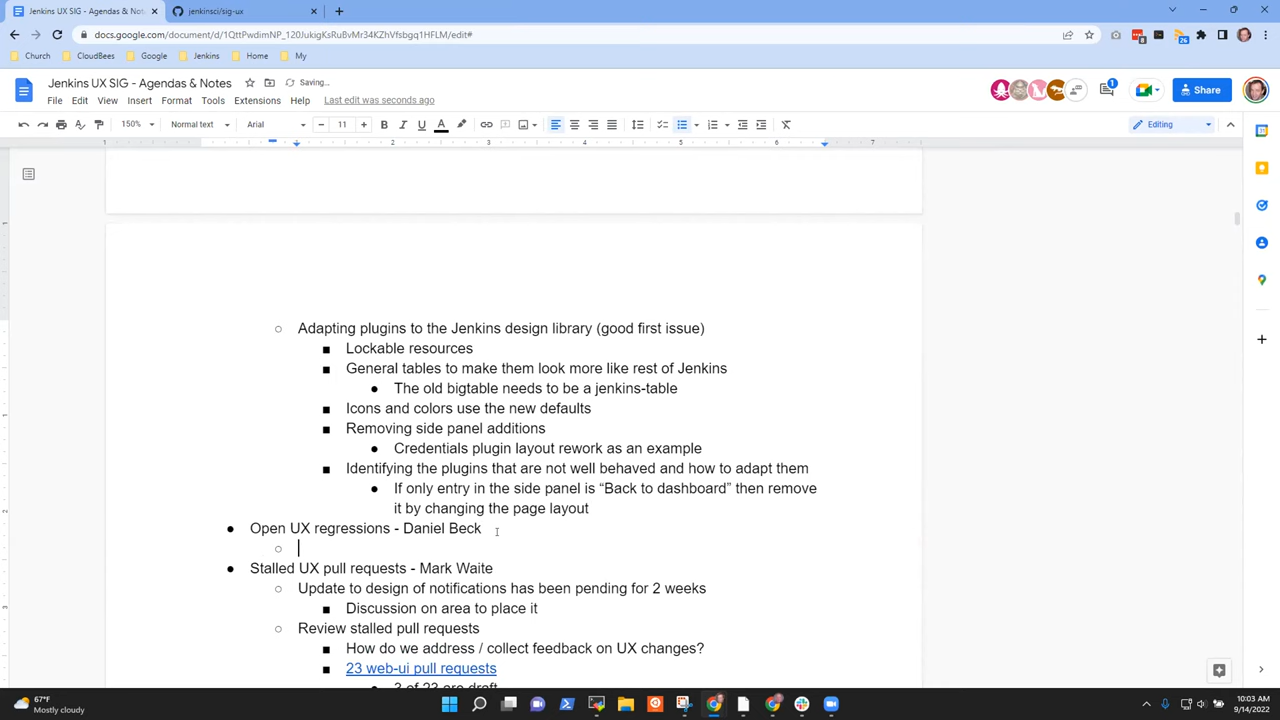 Jenkins UX SIG - Agendas & Notes
jenkinsci/sig-ux
docs.google.com/document/d/1QttPwdimNP_120JukigKsRuBvMr34KZhVfsbgq1HFLM/edit#
Church
CloudBees
Google
Jenkins
Home
My
Jenkins UX SIG - Agendas & Notes
Saving...
File Edit View Insert Format Tools Extensions Help
Last edit was seconds ago
1
Share
150%
Normal text
Arial
11
Editing
1 2 3 4 5 6 7
Adapting plugins to the Jenkins design library (good first issue)
Lockable resources
General tables to make them look more like rest of Jenkins
The old bigtable needs to be a jenkins-table
Icons and colors use the new defaults
Removing side panel additions
Credentials plugin layout rework as an example
Identifying the plugins that are not well behaved and how to adapt them
If only entry in the side panel is “Back to dashboard” then remove
it by changing the page layout
Open UX regressions - Daniel Beck
Stalled UX pull requests - Mark Waite
Update to design of notifications has been pending for 2 weeks
Discussion on area to place it
Review stalled pull requests
How do we address / collect feedback on UX changes?
23 web-ui pull requests
3 of 23 are draft
67°F
Mostly cloudy
10:03 AM
9/14/2022